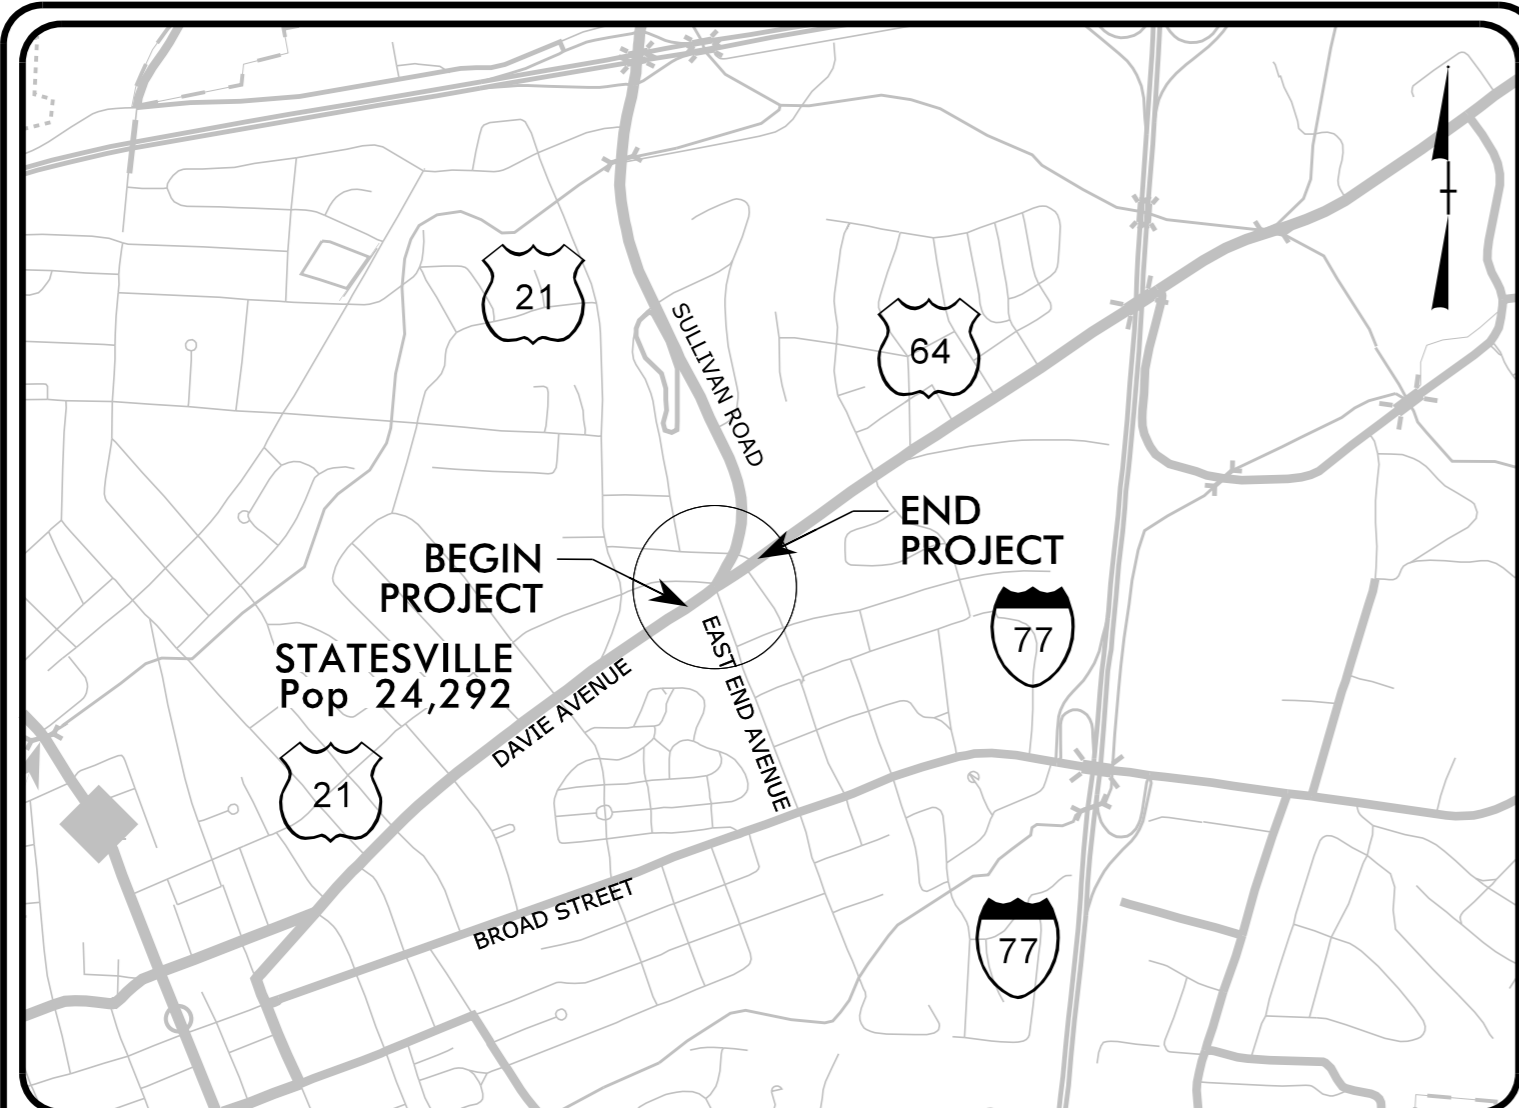 21
SULLIVAN ROAD
64
END
PROJECT
BEGIN
PROJECT
77
STATESVILLE
Pop 24,292
EAST END AVENUE
DAVIE AVENUE
21
BROAD STREET
77